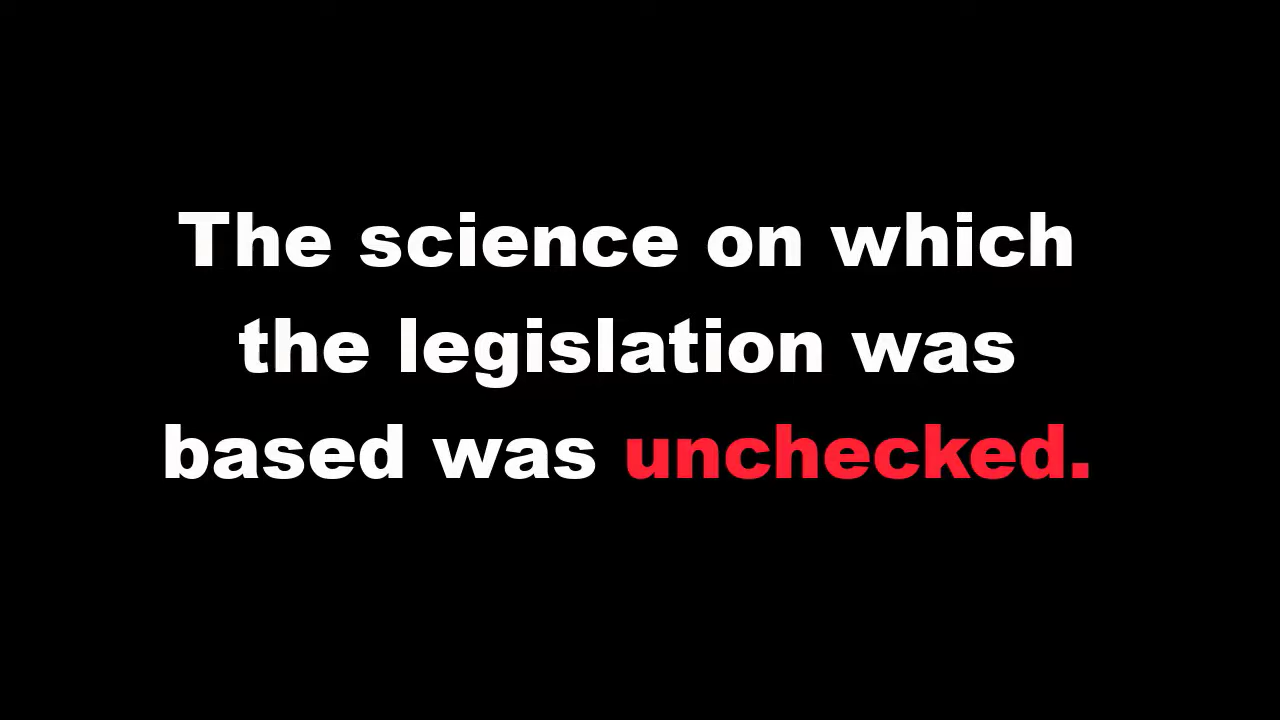 The science on which
the legislation was
based was unchecked.